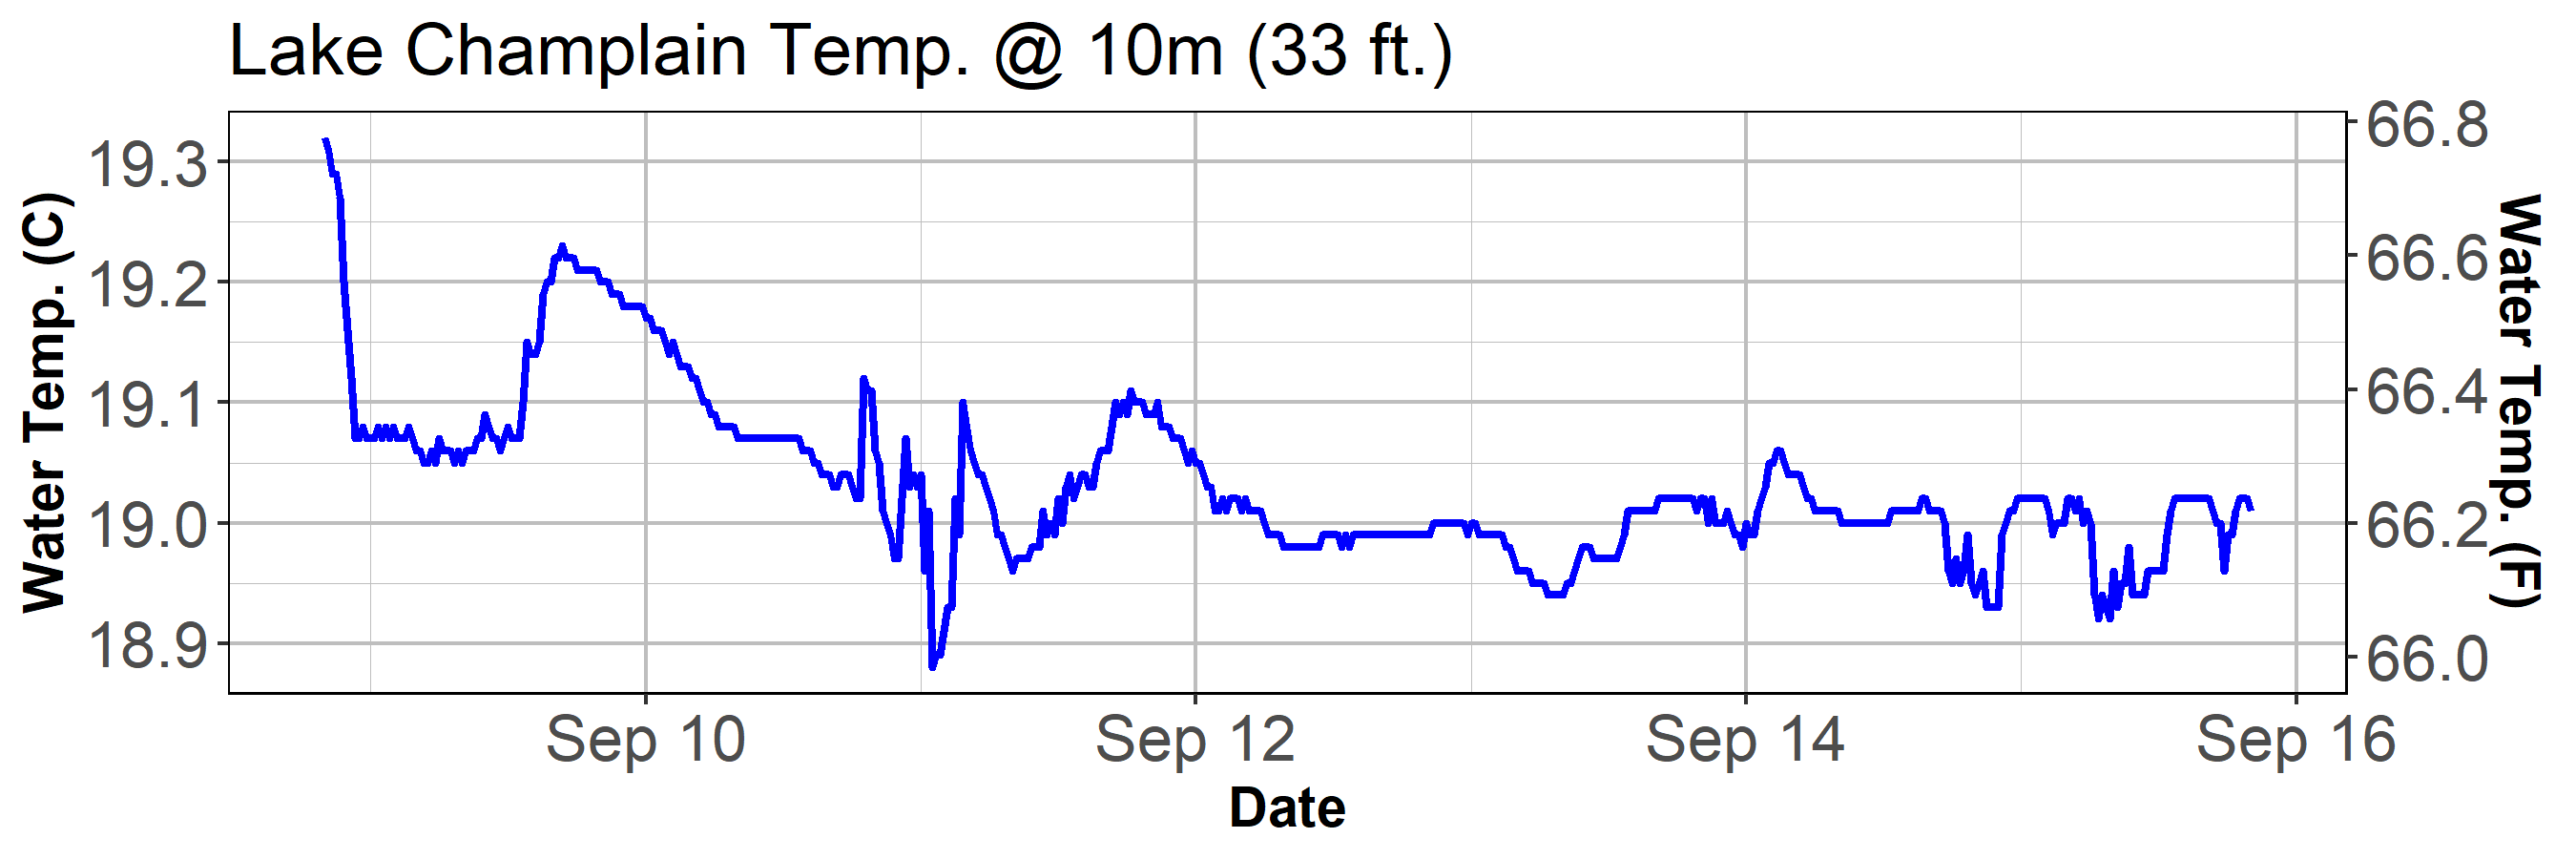 Lake Champlain Temp. @ 10m (33 ft.)
Water Temp. (C)
19.3
19.2
19.1
19.0
18.9
66.8
66.6
66.4
66.2
66.0
Water Temp. (F)
Sep 10
Sep 12
Sep 14
Sep 16
Date